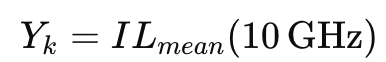 Y_k = IL_{mean}(10 GHz)